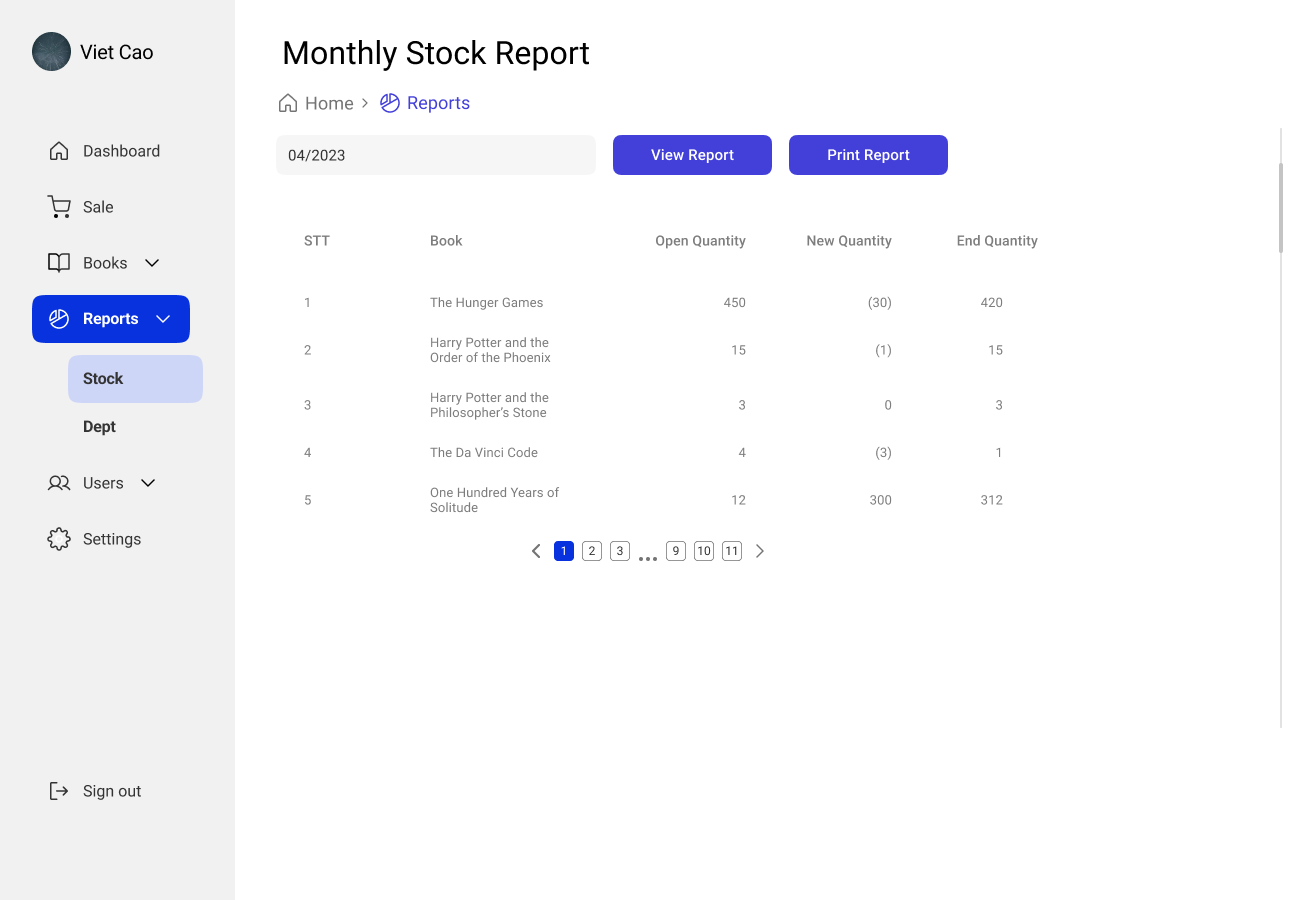 Viet Cao
Dashboard
Sale
Books
Reports
Stock
Dept
Users
Settings
Sign out
Monthly Stock Report
Home Reports
04/2023 View Report Print Report
STT Book Open Quantity New Quantity End Quantity
1 The Hunger Games 450 (30) 420
2 Harry Potter and the
Order of the Phoenix 15 (1) 15
3 Harry Potter and the
Philosopher's Stone 3 0 3
4 The Da Vinci Code 4 (3) 1
5 One Hundred Years of
Solitude 12 300 312
1 2 3 ... 9 10 11